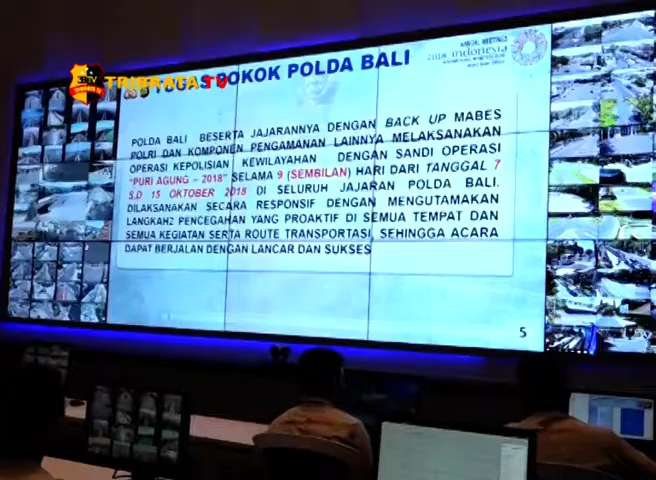 TRIBRATA TV
TUGAS POKOK POLDA BALI
ANNUAL MEETINGS
2018 indonesia
POLDA BALI BESERTA JAJARANNYA DENGAN BACK UP MABES
POLRI DAN KOMPONEN PENGAMANAN LAINNYA MELAKSANAKAN
OPERASI KEPOLISIAN KEWILAYAHAN DENGAN SANDI OPERASI
"PURI AGUNG – 2018" SELAMA 9 (SEMBILAN) HARI DARI TANGGAL 7
S.D 15 OKTOBER 2018 DI SELURUH JAJARAN POLDA BALI.
DILAKSANAKAN SECARA RESPONSIF DENGAN MENGUTAMAKAN
LANGKAH2 PENCEGAHAN YANG PROAKTIF DI SEMUA TEMPAT DAN
SEMUA KEGIATAN SERTA ROUTE TRANSPORTASI, SEHINGGA ACARA
DAPAT BERJALAN DENGAN LANCAR DAN SUKSES
5